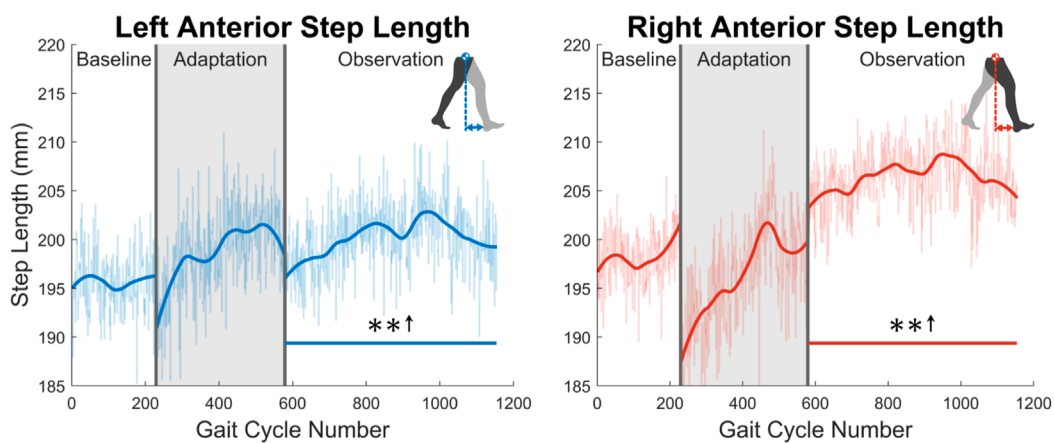 Left Anterior Step Length
Baseline Adaptation Observation
220
215
210
205
200
195
190
185
Step Length (mm)
**↑
0 200 400 600 800 1000 1200
Gait Cycle Number
Right Anterior Step Length
Baseline Adaptation Observation
220
215
210
205
200
195
190
185
**↑
0 200 400 600 800 1000 1200
Gait Cycle Number